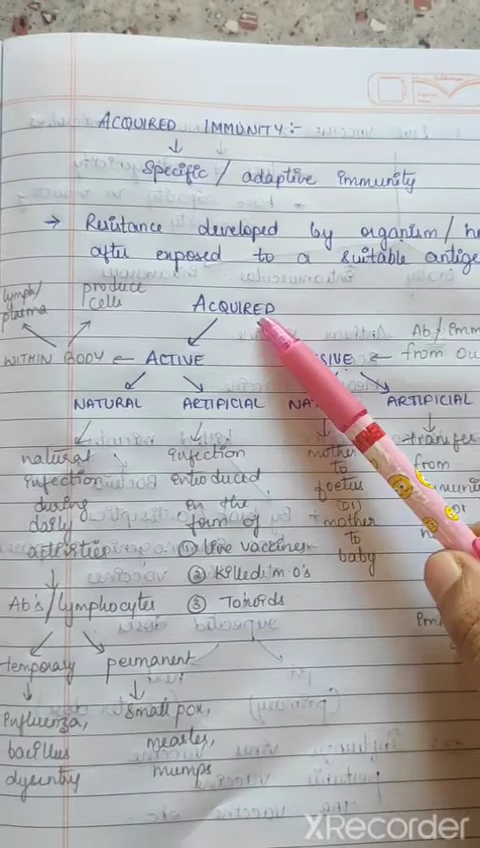 ACQUIRED IMMUNITY:-
↓
Specific / adaptive immunity
→ Resistance developed by organism/
after exposed to a suitable antige
lymph/ plasma
produce cells
ACQUIRED
WITHIN BODY ← ACTIVE
SIVE ← from Ou
Ab/Imm
NATURAL ARTIFICIAL NA ARTIFICIAL
natural infection mother → transfer
infection introduced to from
during in the foetus
daily form of (or)
activities ① live vaccines mother
② Killed m.o's to
Ab's/lymphocytes ③ Toxoids baby
temporary permanent
Influenza, Small pox,
bacillus measles,
dysentry mumps
XRecorder